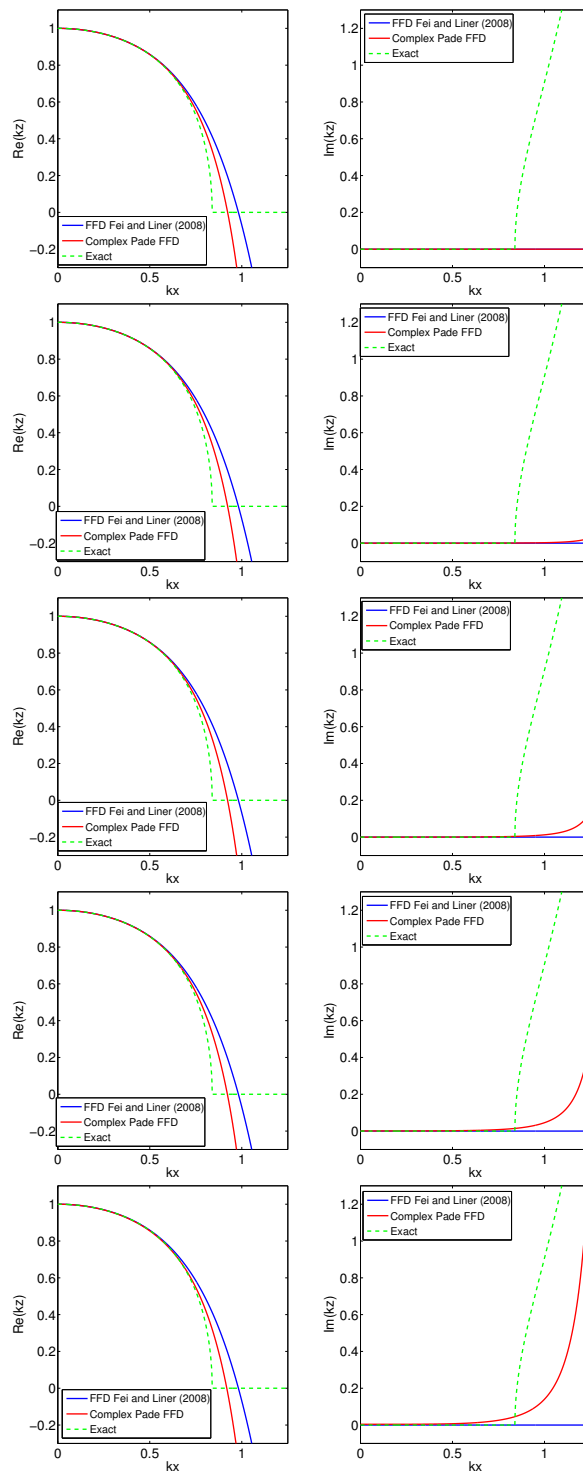 1
0.8
0.6
0.4
0.2
0
−0.2
Re(kz)
FFD Fei and Liner (2008)
Complex Pade FFD
Exact
0 0.5 1
kx
1.2
1
0.8
0.6
0.4
0.2
0
Im(kz)
FFD Fei and Liner (2008)
Complex Pade FFD
Exact
0 0.5 1
kx
1
0.8
0.6
0.4
0.2
0
−0.2
Re(kz)
FFD Fei and Liner (2008)
Complex Pade FFD
Exact
0 0.5 1
kx
1.2
1
0.8
0.6
0.4
0.2
0
Im(kz)
FFD Fei and Liner (2008)
Complex Pade FFD
Exact
0 0.5 1
kx
1
0.8
0.6
0.4
0.2
0
−0.2
Re(kz)
FFD Fei and Liner (2008)
Complex Pade FFD
Exact
0 0.5 1
kx
1.2
1
0.8
0.6
0.4
0.2
0
Im(kz)
FFD Fei and Liner (2008)
Complex Pade FFD
Exact
0 0.5 1
kx
1
0.8
0.6
0.4
0.2
0
−0.2
Re(kz)
FFD Fei and Liner (2008)
Complex Pade FFD
Exact
0 0.5 1
kx
1.2
1
0.8
0.6
0.4
0.2
0
Im(kz)
FFD Fei and Liner (2008)
Complex Pade FFD
Exact
0 0.5 1
kx
1
0.8
0.6
0.4
0.2
0
−0.2
Re(kz)
FFD Fei and Liner (2008)
Complex Pade FFD
Exact
0 0.5 1
kx
1.2
1
0.8
0.6
0.4
0.2
0
Im(kz)
FFD Fei and Liner (2008)
Complex Pade FFD
Exact
0 0.5 1
kx